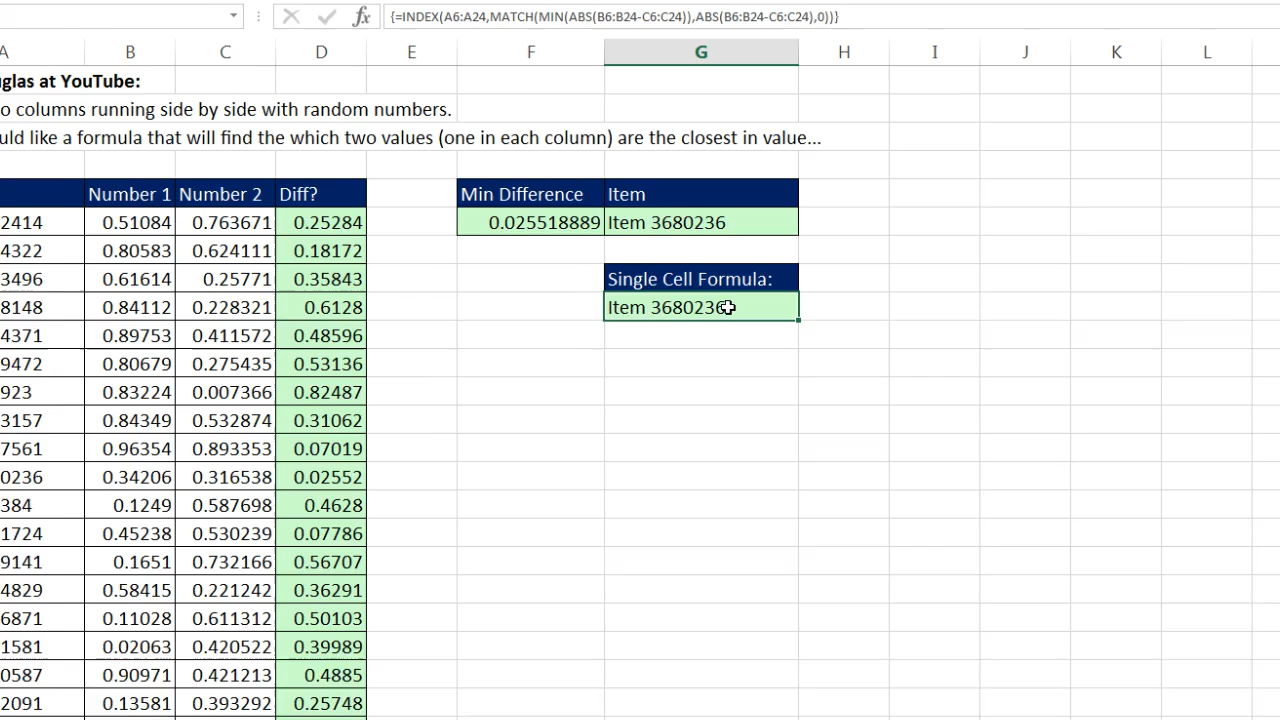 fx {=INDEX(A6:A24,MATCH(MIN(ABS(B6:B24-C6:C24)),ABS(B6:B24-C6:C24),0))}
A B C D E F G H I J K L
glas at YouTube:
o columns running side by side with random numbers.
uld like a formula that will find the which two values (one in each column) are the closest in value...
Number 1 Number 2 Diff? Min Difference Item
2414 0.51084 0.763671 0.25284 0.025518889 Item 3680236
4322 0.80583 0.624111 0.18172
3496 0.61614 0.25771 0.35843 Single Cell Formula:
8148 0.84112 0.228321 0.6128 Item 3680236
4371 0.89753 0.411572 0.48596
9472 0.80679 0.275435 0.53136
923 0.83224 0.007366 0.82487
3157 0.84349 0.532874 0.31062
7561 0.96354 0.893353 0.07019
0236 0.34206 0.316538 0.02552
384 0.1249 0.587698 0.4628
1724 0.45238 0.530239 0.07786
9141 0.1651 0.732166 0.56707
4829 0.58415 0.221242 0.36291
6871 0.11028 0.611312 0.50103
1581 0.02063 0.420522 0.39989
0587 0.90971 0.421213 0.4885
2091 0.13581 0.393292 0.25748